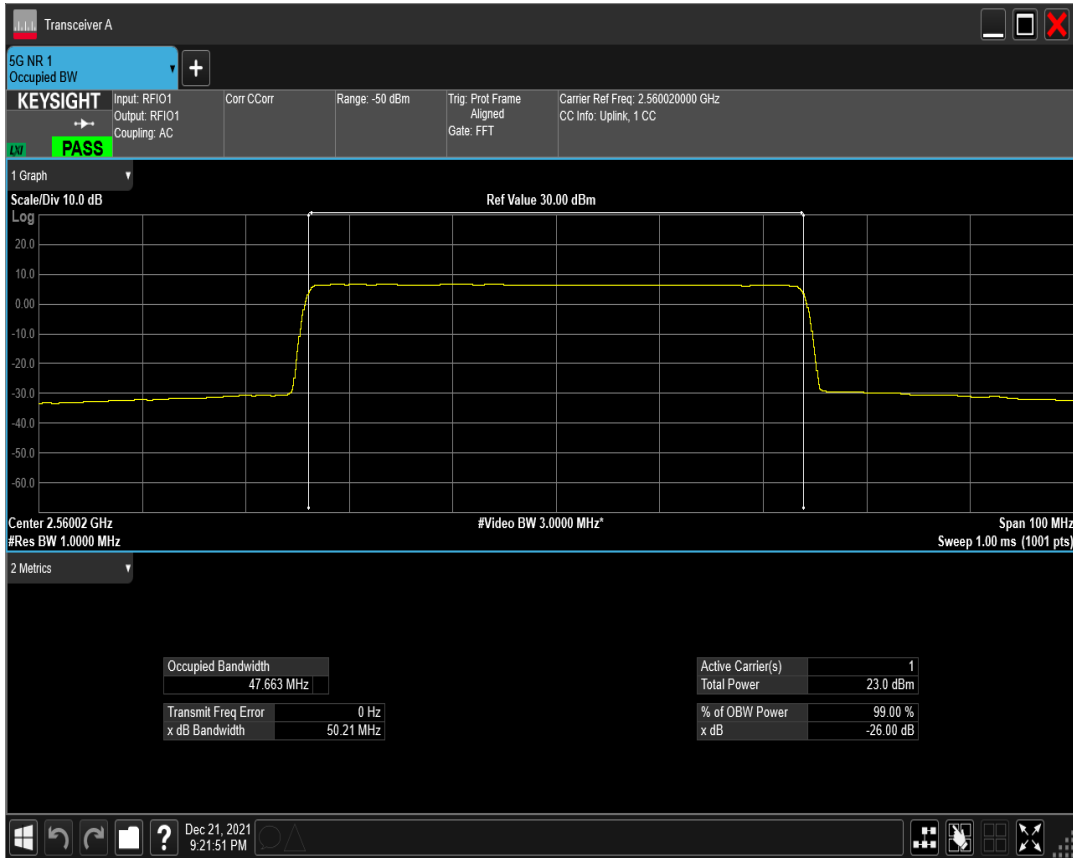 Transceiver A
5G NR 1
Occupied BW
+
KEYSIGHT
Input: RFIO1
Output: RFIO1
Coupling: AC
LXI
PASS
Corr CCorr
Range: -50 dBm
Trig: Prot Frame
Aligned
Gate: FFT
Carrier Ref Freq: 2.560020000 GHz
CC Info: Uplink, 1 CC
1 Graph
Scale/Div 10.0 dB
Ref Value 30.00 dBm
Log
20.0
10.0
0.00
-10.0
-20.0
-30.0
-40.0
-50.0
-60.0
Center 2.56002 GHz
#Video BW 3.0000 MHz*
Span 100 MHz
#Res BW 1.0000 MHz
Sweep 1.00 ms (1001 pts)
2 Metrics
Occupied Bandwidth
47.663 MHz
Transmit Freq Error 0 Hz
x dB Bandwidth 50.21 MHz
Active Carrier(s) 1
Total Power 23.0 dBm
% of OBW Power 99.00 %
x dB -26.00 dB
?
Dec 21, 2021
9:21:51 PM